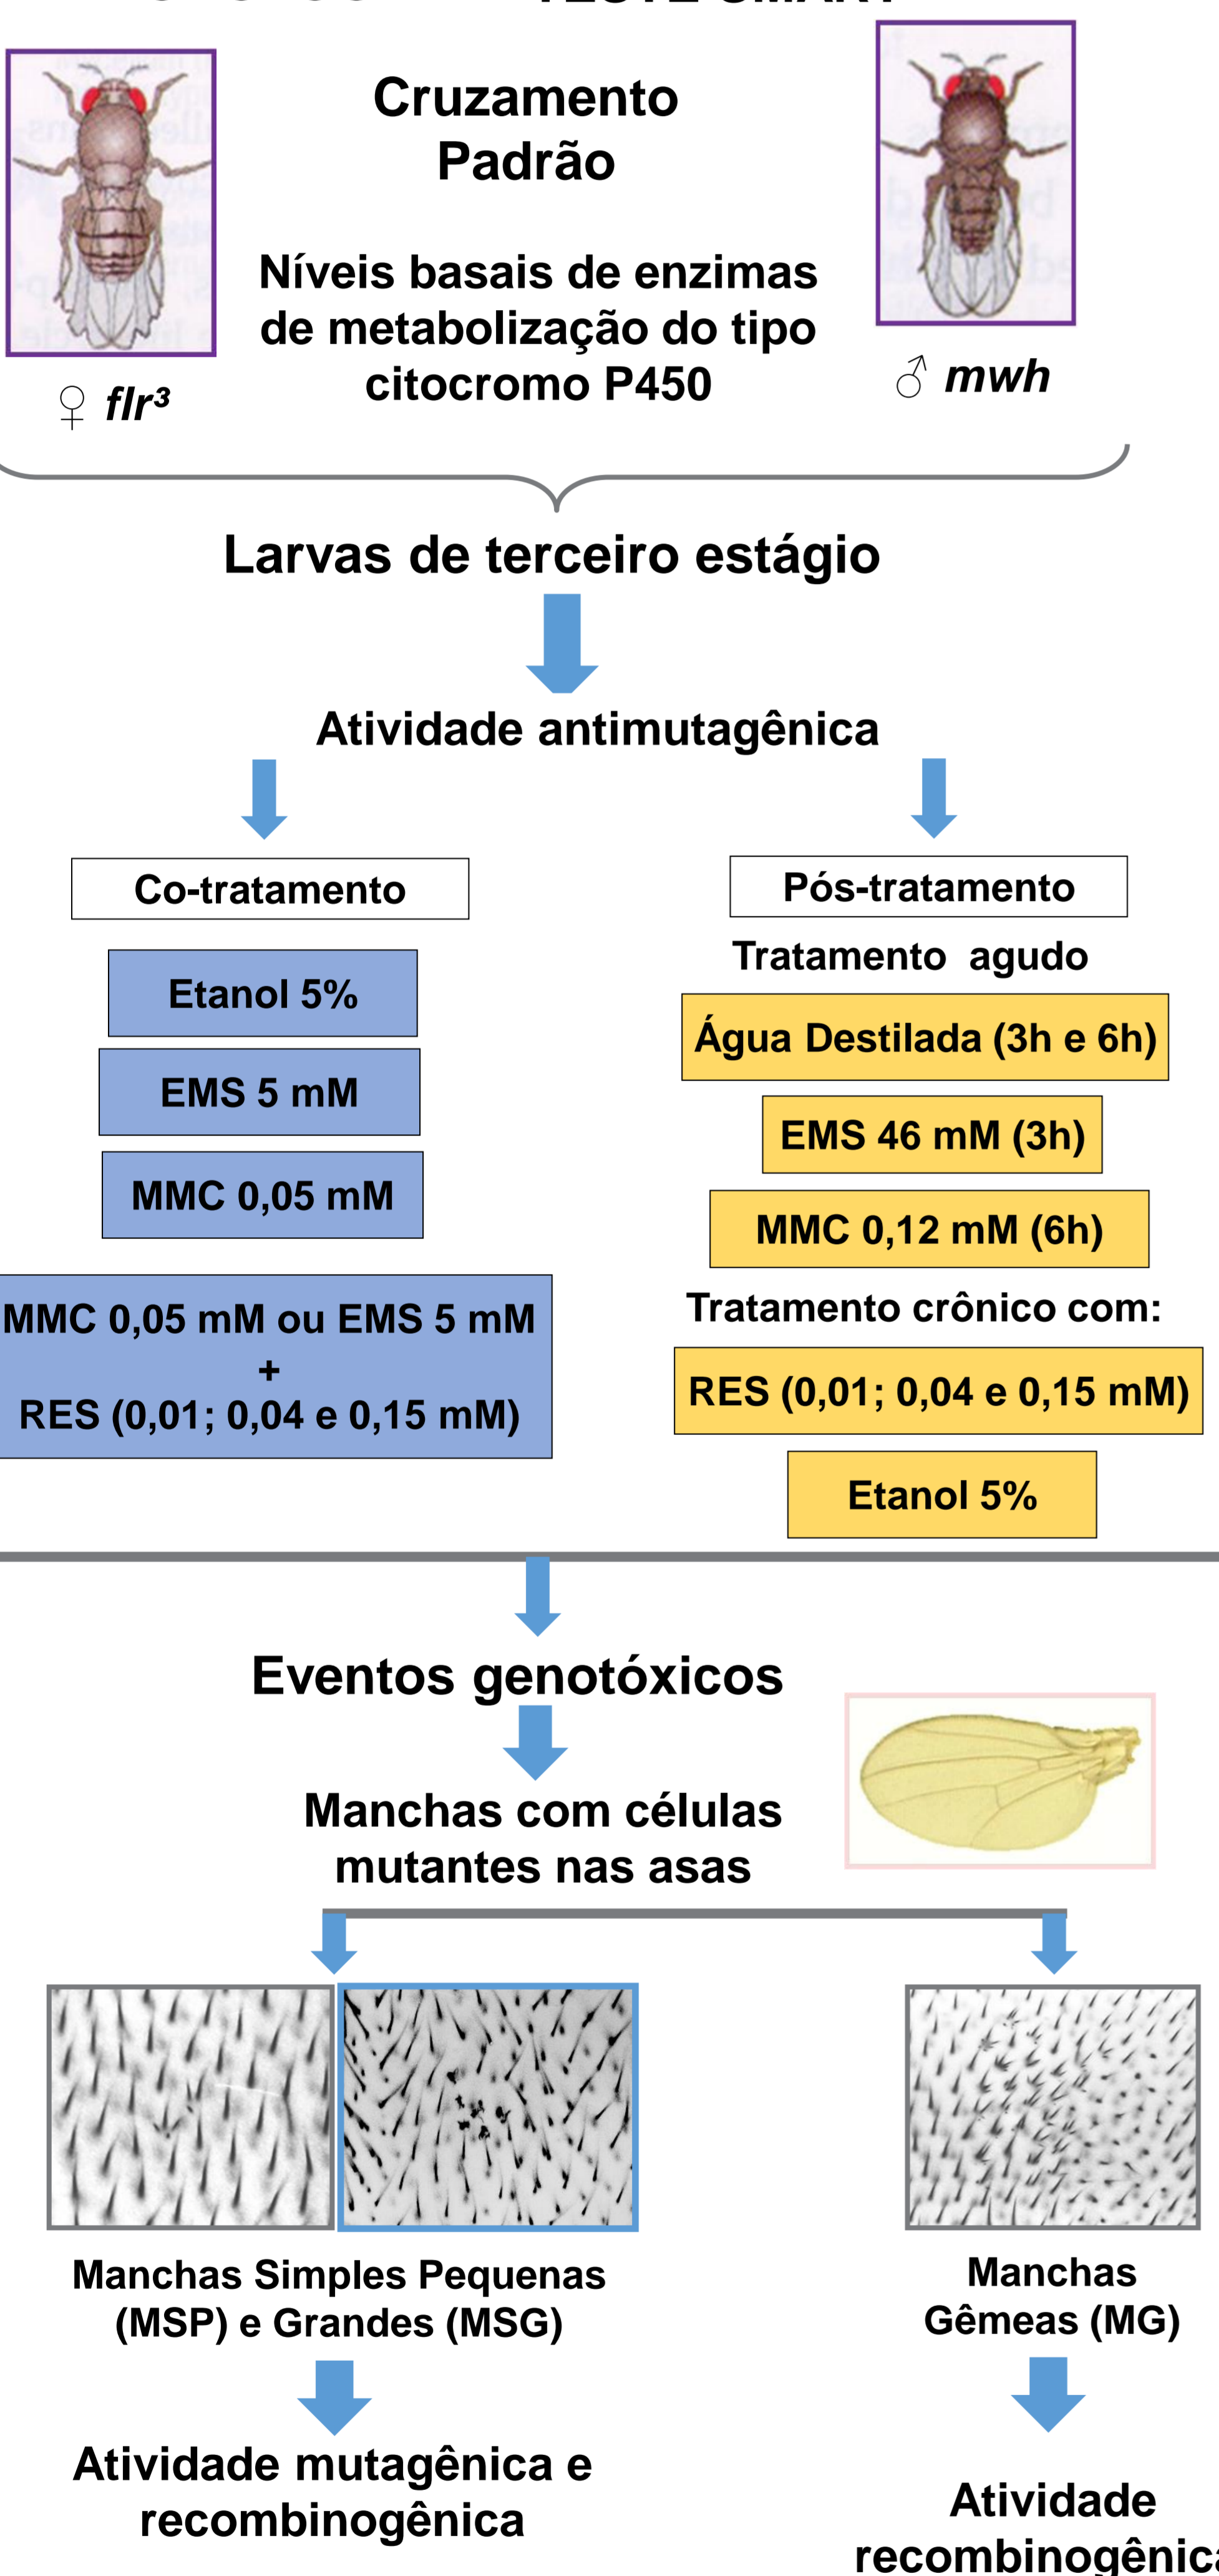 TESTE SMART
Cruzamento
Padrão
Níveis basais de enzimas
de metabolização do tipo
citocromo P450
♀ flr³
♂ mwh
Larvas de terceiro estágio
Atividade antimutagênica
Co-tratamento
Etanol 5%
EMS 5 mM
MMC 0,05 mM
MMC 0,05 mM ou EMS 5 mM
+
RES (0,01; 0,04 e 0,15 mM)
Pós-tratamento
Tratamento agudo
Água Destilada (3h e 6h)
EMS 46 mM (3h)
MMC 0,12 mM (6h)
Tratamento crônico com:
RES (0,01; 0,04 e 0,15 mM)
Etanol 5%
Eventos genotóxicos
Manchas com células
mutantes nas asas
Manchas Simples Pequenas
(MSP) e Grandes (MSG)
Manchas
Gêmeas (MG)
Atividade mutagênica e
recombinogênica
Atividade
recombinogênica